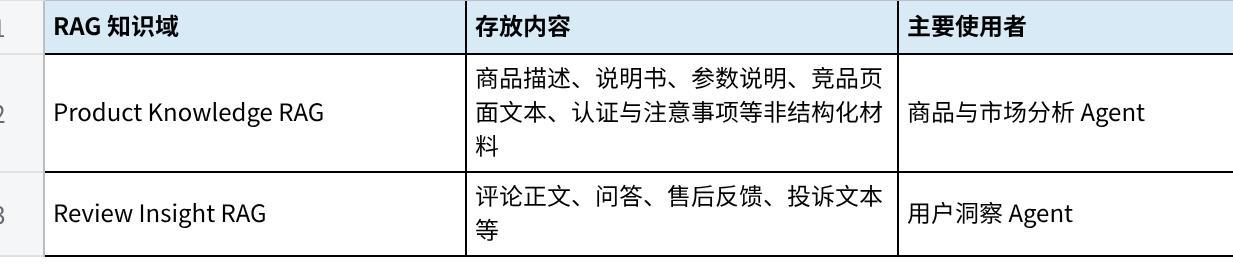 RAG 知识域
存放内容
主要使用者
Product Knowledge RAG
商品描述、说明书、参数说明、竞品页
面文本、认证与注意事项等非结构化材
料
商品与市场分析 Agent
Review Insight RAG
评论正文、问答、售后反馈、投诉文本
等
用户洞察 Agent